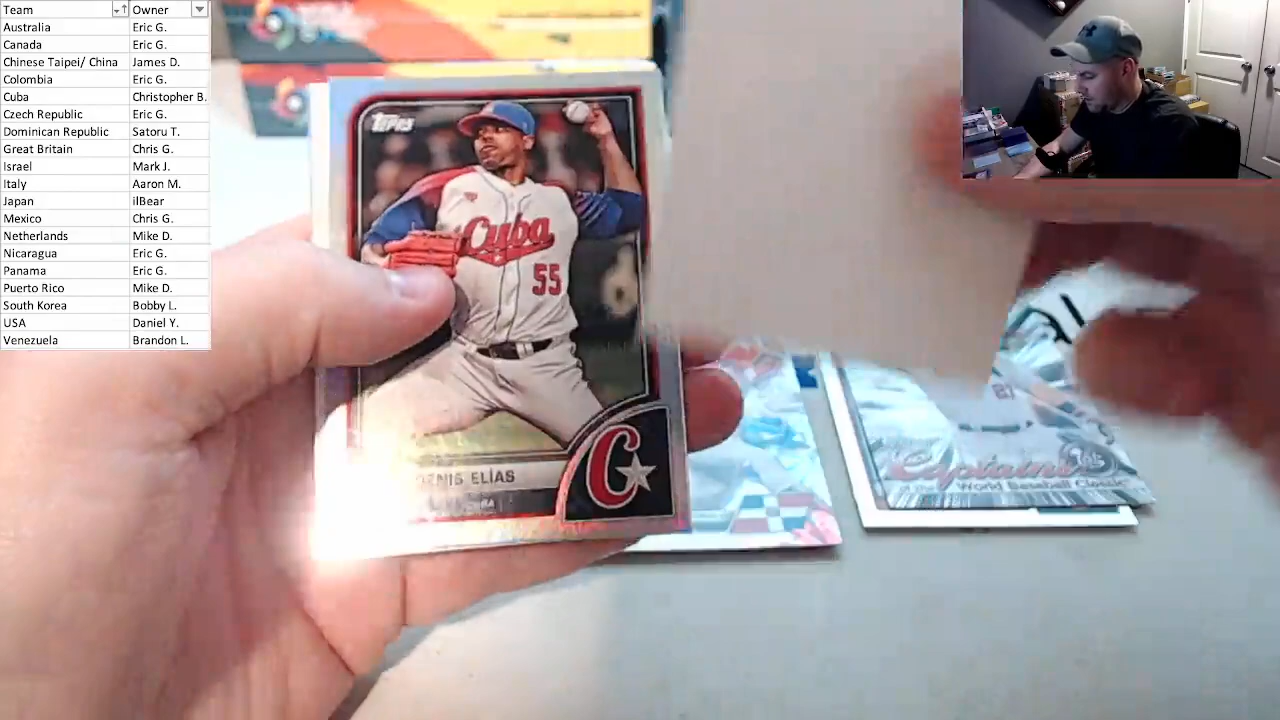 Team Owner
Australia Eric G.
Canada Eric G.
Chinese Taipei/ China James D.
Colombia Eric G.
Cuba Christopher B.
Czech Republic Eric G.
Dominican Republic Satoru T.
Great Britain Chris G.
Israel Mark J.
Italy Aaron M.
Japan ilBear
Mexico Chris G.
Netherlands Mike D.
Nicaragua Eric G.
Panama Eric G.
Puerto Rico Mike D.
South Korea Bobby L.
USA Daniel Y.
Venezuela Brandon L.
Topps
Cuba
55
ELÍAS
C
Captains
World Baseball Classic